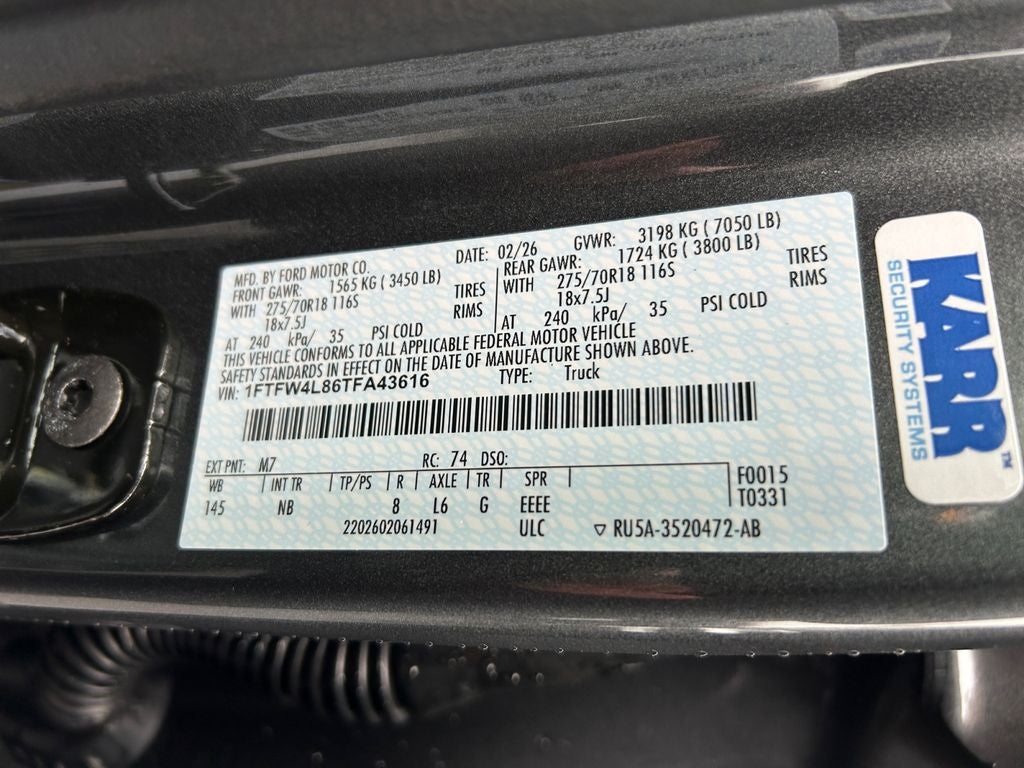 MFD. BY FORD MOTOR CO. DATE: 02/26 GVWR: 3198 KG ( 7050 LB)
FRONT GAWR: 1565 KG ( 3450 LB) REAR GAWR: 1724 KG ( 3800 LB)
WITH 275/70R18 116S TIRES WITH 275/70R18 116S TIRES
18x7.5J RIMS 18x7.5J RIMS
AT 240 kPa/ 35 PSI COLD AT 240 kPa/ 35 PSI COLD
THIS VEHICLE CONFORMS TO ALL APPLICABLE FEDERAL MOTOR VEHICLE
SAFETY STANDARDS IN EFFECT ON THE DATE OF MANUFACTURE SHOWN ABOVE.
VIN: 1FTFW4L86TFA43616 TYPE: Truck
EXT PNT: M7 RC: 74 DSO:
WB INT TR TP/PS R AXLE TR SPR F0015
145 NB 8 L6 G EEEE T0331
2202602061491 ULC ▽ RU5A-3520472-AB
KARR™
SECURITY SYSTEMS